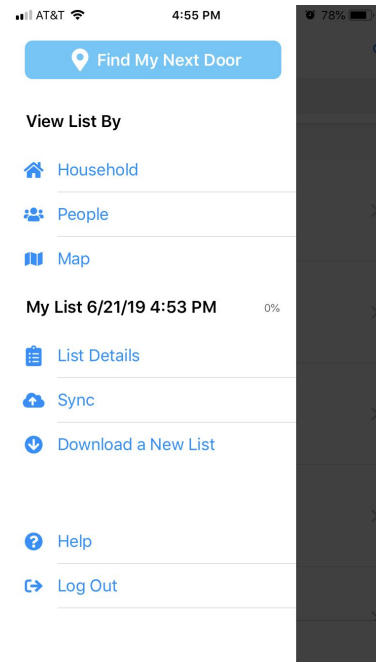 AT&T 4:55 PM 78%
Find My Next Door
View List By
Household
People
Map
My List 6/21/19 4:53 PM 0%
List Details
Sync
Download a New List
Help
Log Out